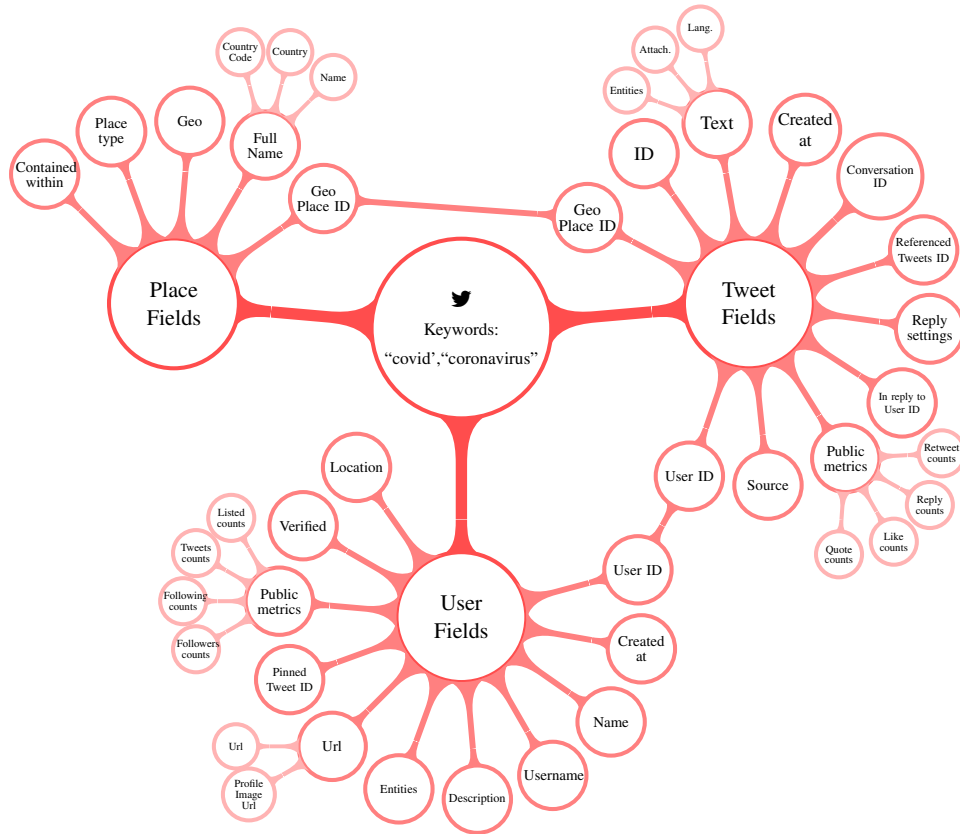 Country
Code
Country
Name
Place
type
Geo
Full
Name
Contained
within
Geo
Place ID
Place
Fields
Keywords:
“covid’,“coronavirus”
Lang.
Attach.
Entities
Text
Created
at
ID
Conversation
ID
Geo
Place ID
Referenced
Tweets ID
Tweet
Fields
Reply
settings
In reply to
User ID
Public
metrics
Retweet
counts
Reply
counts
Like
counts
Quote
counts
Source
User ID
User ID
Location
Verified
Listed
counts
Tweets
counts
Following
counts
Followers
counts
Public
metrics
User
Fields
Created
at
Pinned
Tweet ID
Name
Url
Url
Profile
Image
Url
Entities
Description
Username